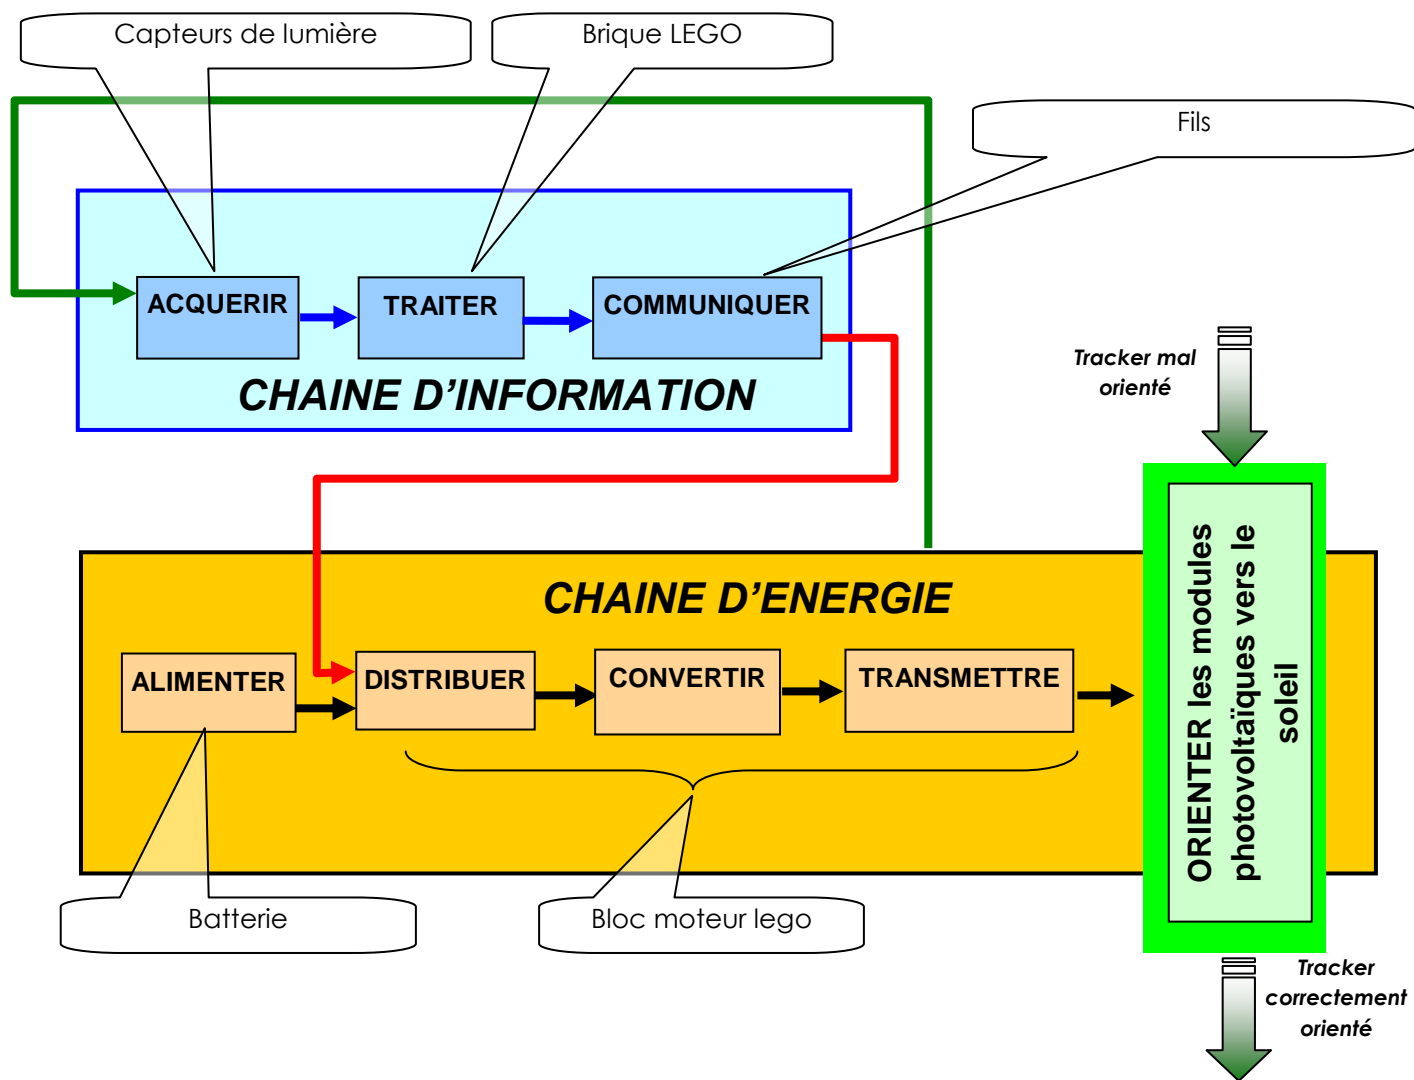 Capteurs de lumière
Brique LEGO
Fils
ACQUERIR
TRAITER
COMMUNIQUER
CHAINE D’INFORMATION
Tracker mal
orienté
CHAINE D’ENERGIE
ALIMENTER
DISTRIBUER
CONVERTIR
TRANSMETTRE
ORIENTER les modules
photovoltaïques vers le
soleil
Batterie
Bloc moteur lego
Tracker
correctement
orienté